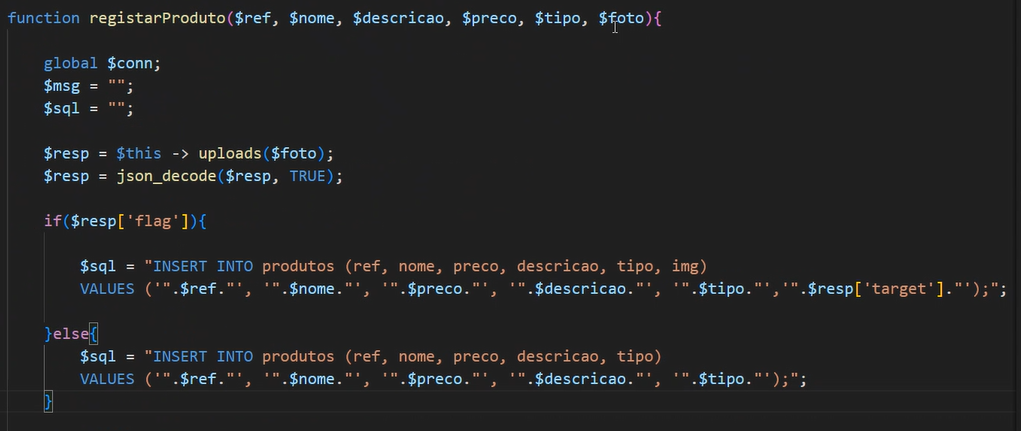 function registarProduto($ref, $nome, $descricao, $preco, $tipo, $foto){
global $conn;
$msg = "";
$sql = "";
$resp = $this -> uploads($foto);
$resp = json_decode($resp, TRUE);
if($resp['flag']){
$sql = "INSERT INTO produtos (ref, nome, preco, descricao, tipo, img)
VALUES ('".$ref."', '".$nome."', '".$preco."', '".$descricao."', '".$tipo."','".$resp['target']."');";
}else{
$sql = "INSERT INTO produtos (ref, nome, preco, descricao, tipo)
VALUES ('".$ref."', '".$nome."', '".$preco."', '".$descricao."', '".$tipo."');";
}